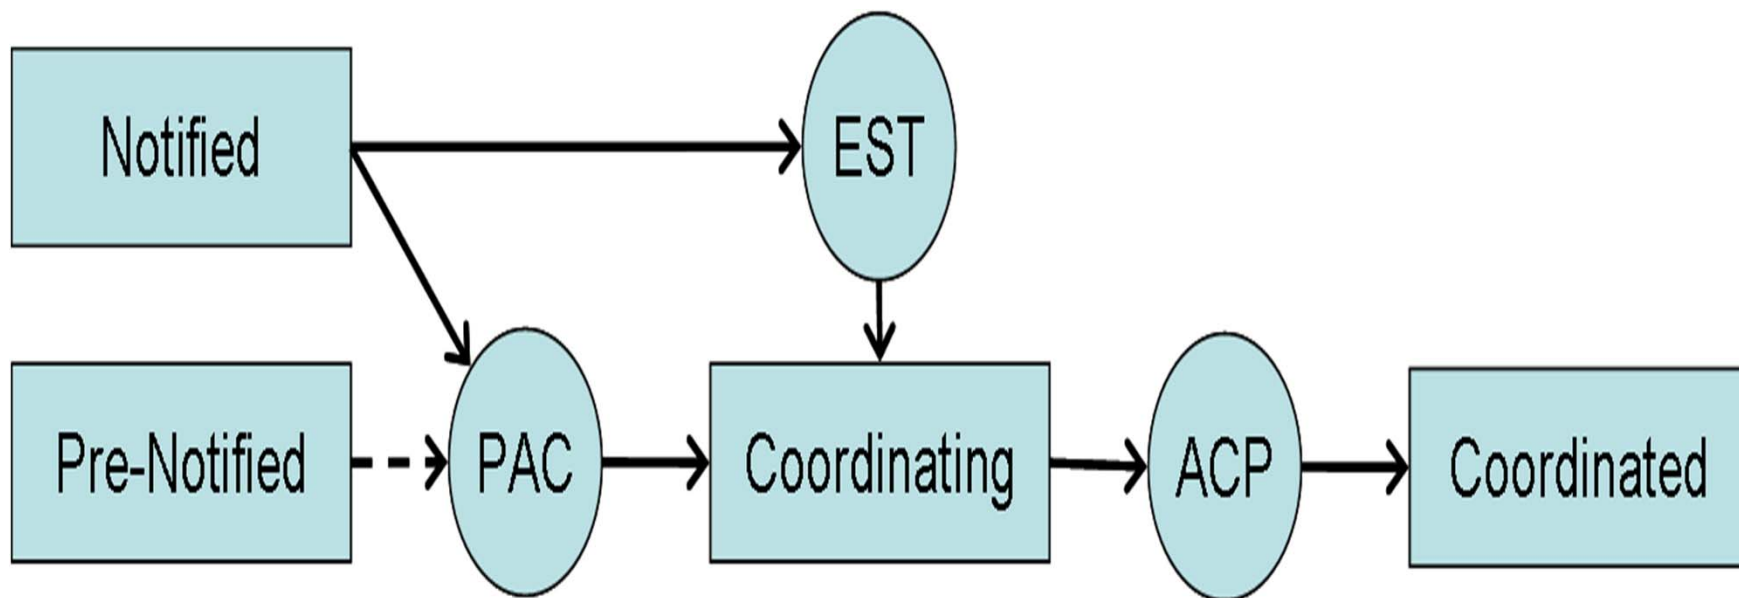 Notified
EST
Pre-Notified
PAC
Coordinating
ACP
Coordinated